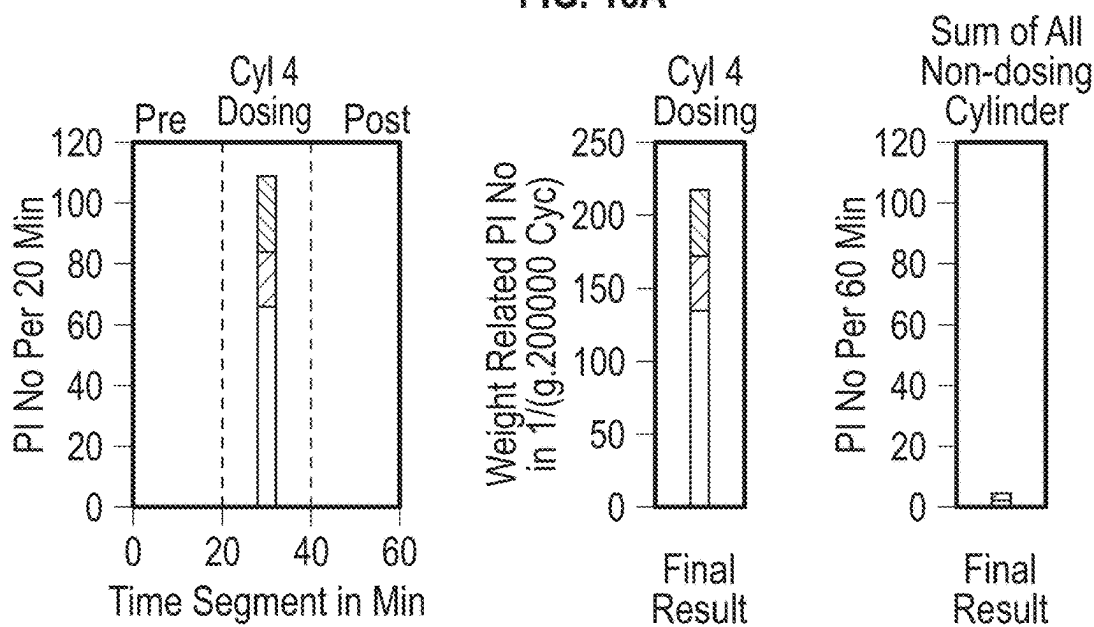 Cyl 4
Dosing
Pre
Post
PI No Per 20 Min
120
100
80
60
40
20
0
0 20 40 60
Time Segment in Min
Cyl 4
Dosing
Weight Related PI No
in 1/(g.200000 Cyc)
250
200
150
100
50
0
Final
Result
Sum of All
Non-dosing
Cylinder
PI No Per 60 Min
120
100
80
60
40
20
0
Final
Result